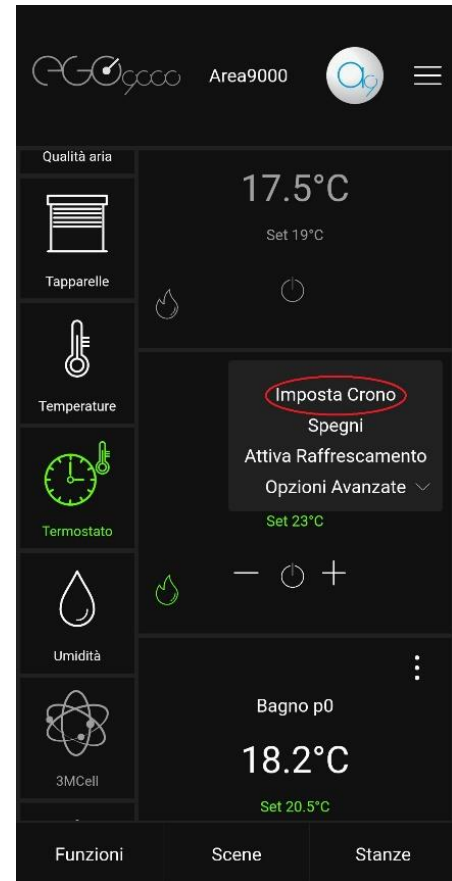 eGO9000
Area9000
a9
Qualità aria
17.5°C
Set 19°C
Tapparelle
Temperature
Imposta Crono
Spegni
Attiva Raffrescamento
Opzioni Avanzate
Set 23°C
Termostato
Umidità
Bagno p0
18.2°C
3MCell
Set 20.5°C
Funzioni
Scene
Stanze